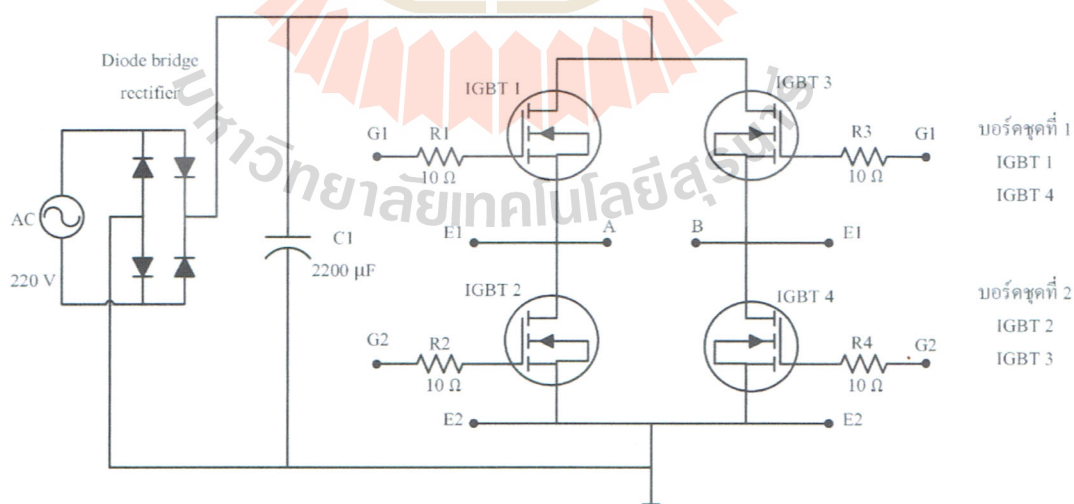 Diode bridge
rectifier
AC
220 V
C1
2200 µF
IGBT 1
G1
R1
10 Ω
E1
A
IGBT 2
G2
R2
10 Ω
E2
IGBT 3
R3
G1
10 Ω
B
E1
IGBT 4
R4
G2
10 Ω
E2
บอร์ดชุดที่ 1
IGBT 1
IGBT 4
บอร์ดชุดที่ 2
IGBT 2
IGBT 3
มหาวิทยาลัยเทคโนโลยีสุรนารี